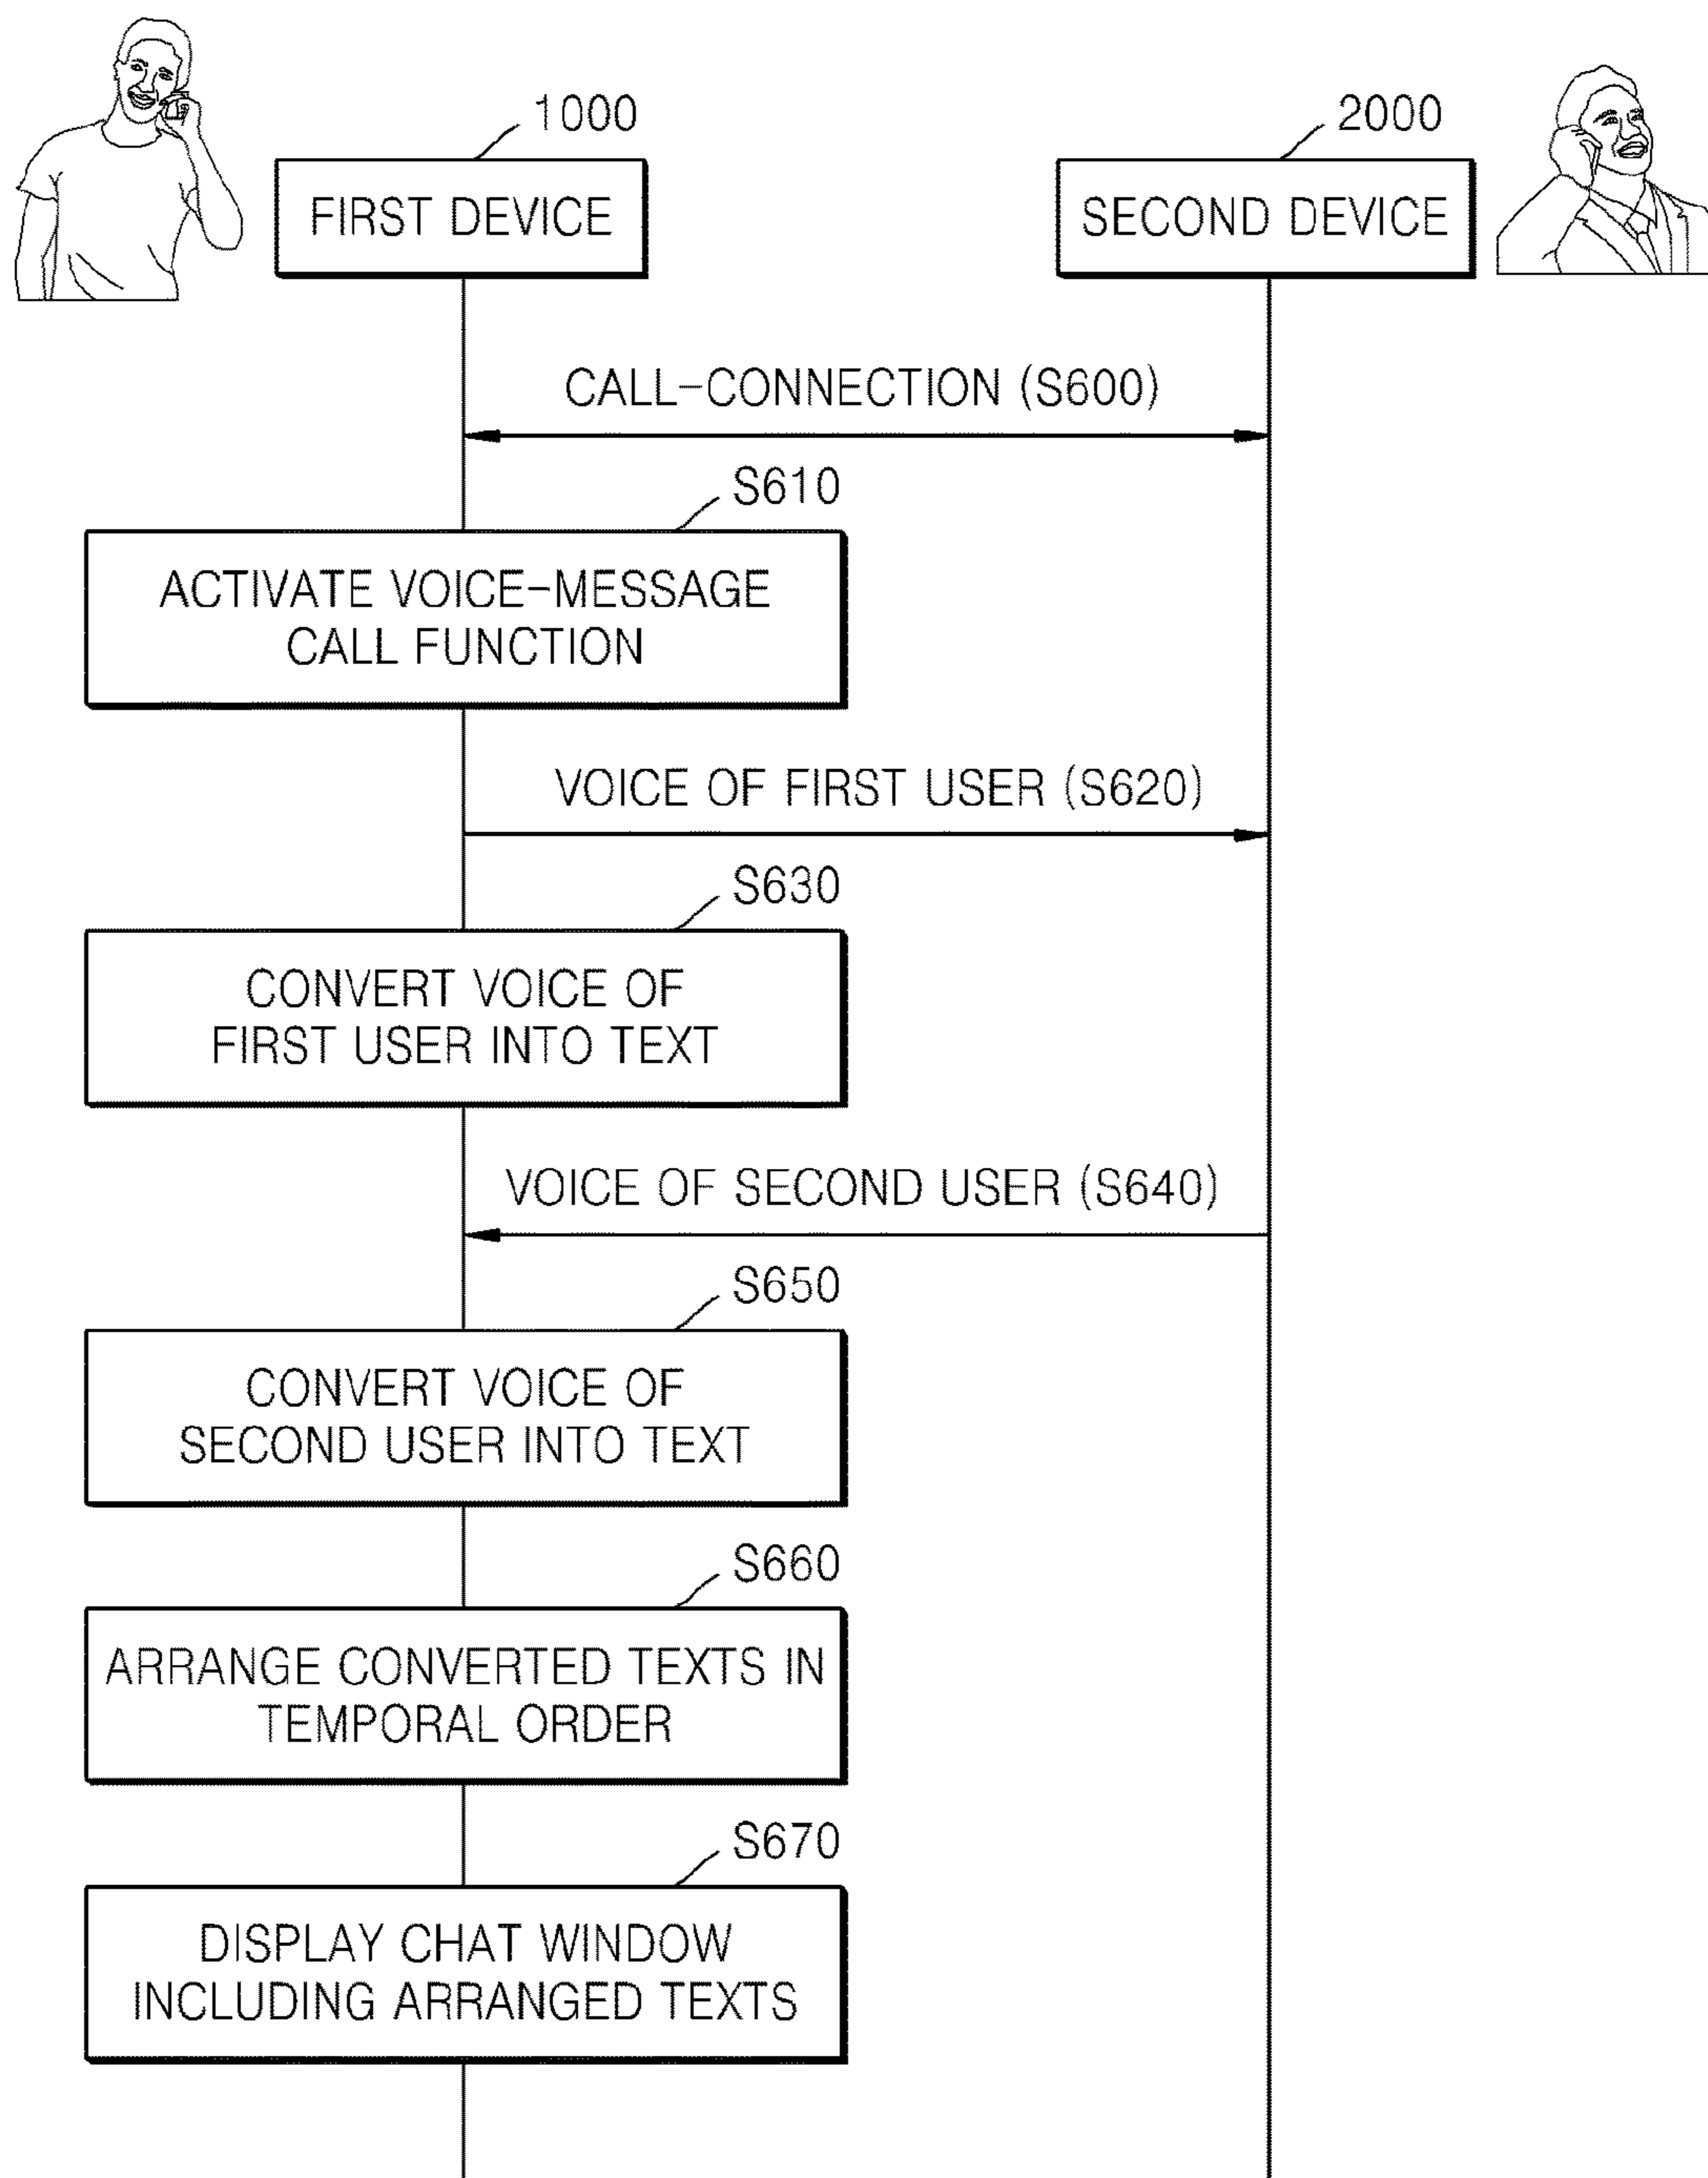 1000
2000
FIRST DEVICE
SECOND DEVICE
CALL-CONNECTION (S600)
S610
ACTIVATE VOICE-MESSAGE
CALL FUNCTION
VOICE OF FIRST USER (S620)
S630
CONVERT VOICE OF
FIRST USER INTO TEXT
VOICE OF SECOND USER (S640)
S650
CONVERT VOICE OF
SECOND USER INTO TEXT
S660
ARRANGE CONVERTED TEXTS IN
TEMPORAL ORDER
S670
DISPLAY CHAT WINDOW
INCLUDING ARRANGED TEXTS